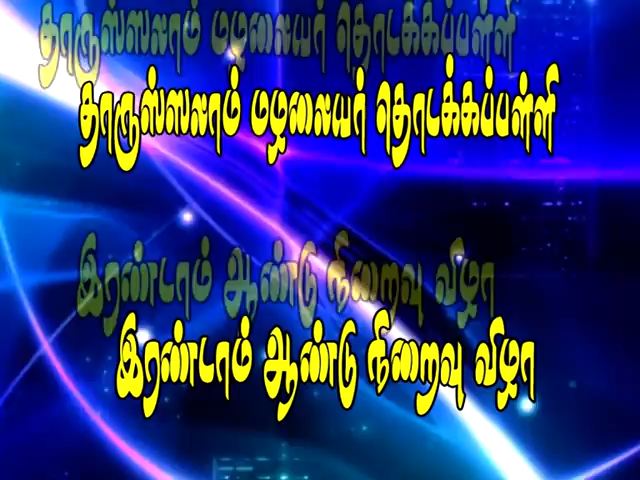 தாருஸ்ஸலாம் மழலையர் தொடக்கப்பள்ளி
இரண்டாம் ஆண்டு நிறைவு விழா